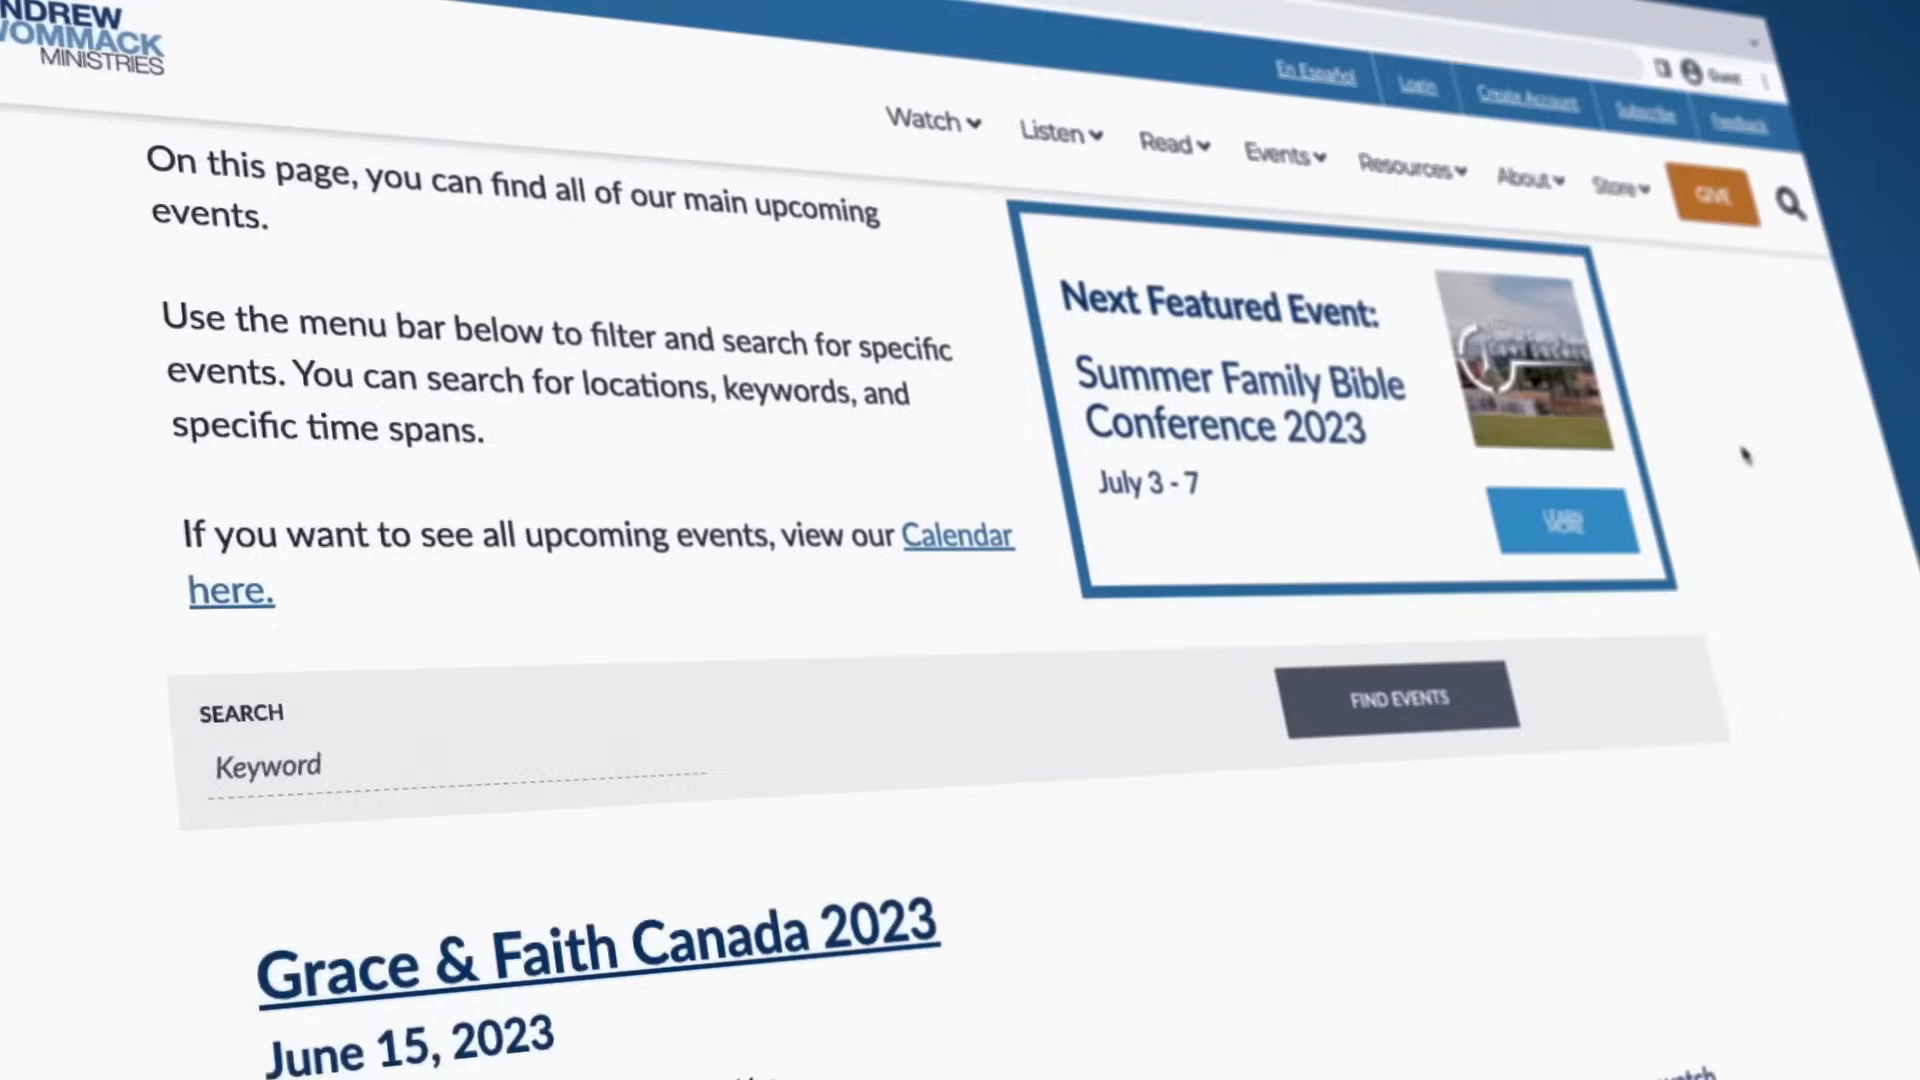 NDREW
WOMMACK
MINISTRIES
En Español
Login
Create Account
Subscribe
Feedback
Guest
Watch
Listen
Read
Events
Resources
About
Store
GIVE
On this page, you can find all of our main upcoming
events.
Use the menu bar below to filter and search for specific
events. You can search for locations, keywords, and
specific time spans.
If you want to see all upcoming events, view our Calendar
here.
Next Featured Event:
Summer Family Bible
Conference 2023
July 3 - 7
LEARN
MORE
SEARCH
Keyword
FIND EVENTS
Grace & Faith Canada 2023
June 15, 2023